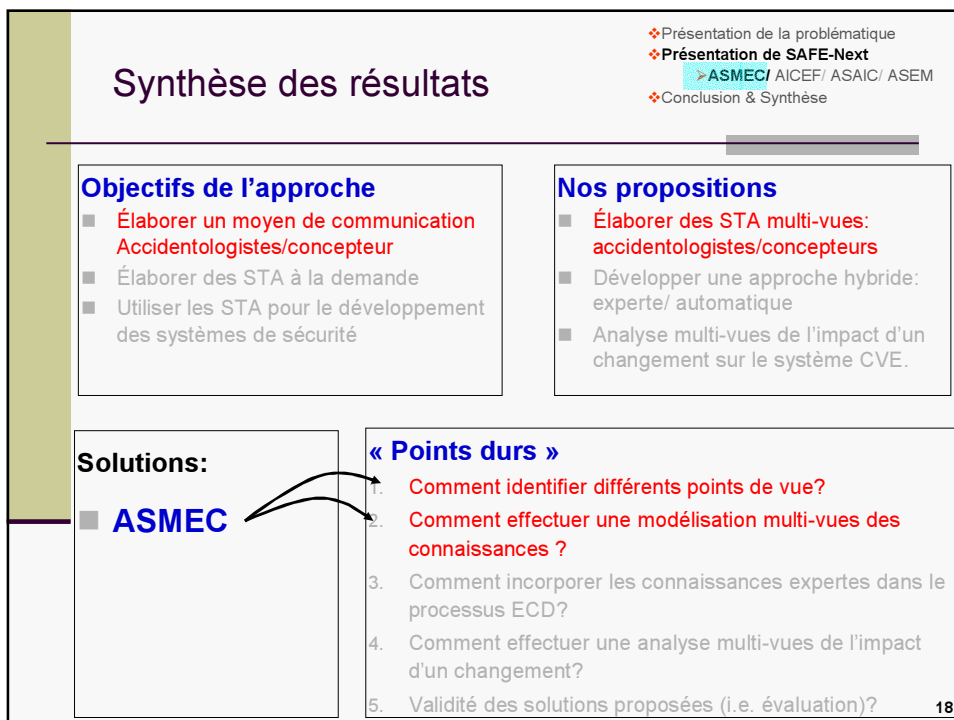 Synthèse des résultats
❖Présentation de la problématique
❖Présentation de SAFE-Next
➢ASMEC/ AICEF/ ASAIC/ ASEM
❖Conclusion & Synthèse
Objectifs de l'approche
■ Élaborer un moyen de communication
Accidentologistes/concepteur
■ Élaborer des STA à la demande
■ Utiliser les STA pour le développement
des systèmes de sécurité
Nos propositions
■ Élaborer des STA multi-vues:
accidentologistes/concepteurs
■ Développer une approche hybride:
experte/ automatique
■ Analyse multi-vues de l'impact d'un
changement sur le système CVE.
Solutions:
■ ASMEC
« Points durs »
1. Comment identifier différents points de vue?
2. Comment effectuer une modélisation multi-vues des
connaissances ?
3. Comment incorporer les connaissances expertes dans le
processus ECD?
4. Comment effectuer une analyse multi-vues de l'impact
d'un changement?
5. Validité des solutions proposées (i.e. évaluation)?
18